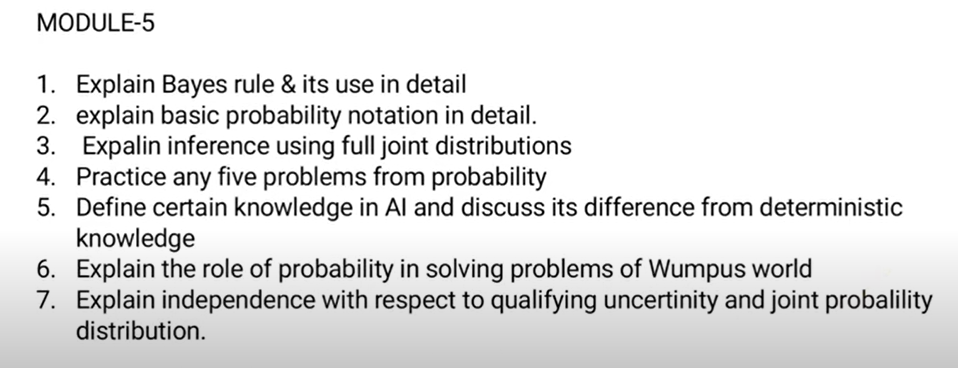 MODULE-5
1. Explain Bayes rule & its use in detail
2. explain basic probability notation in detail.
3. Expalin inference using full joint distributions
4. Practice any five problems from probability
5. Define certain knowledge in AI and discuss its difference from deterministic
knowledge
6. Explain the role of probability in solving problems of Wumpus world
7. Explain independence with respect to qualifying uncertinity and joint probalility
distribution.